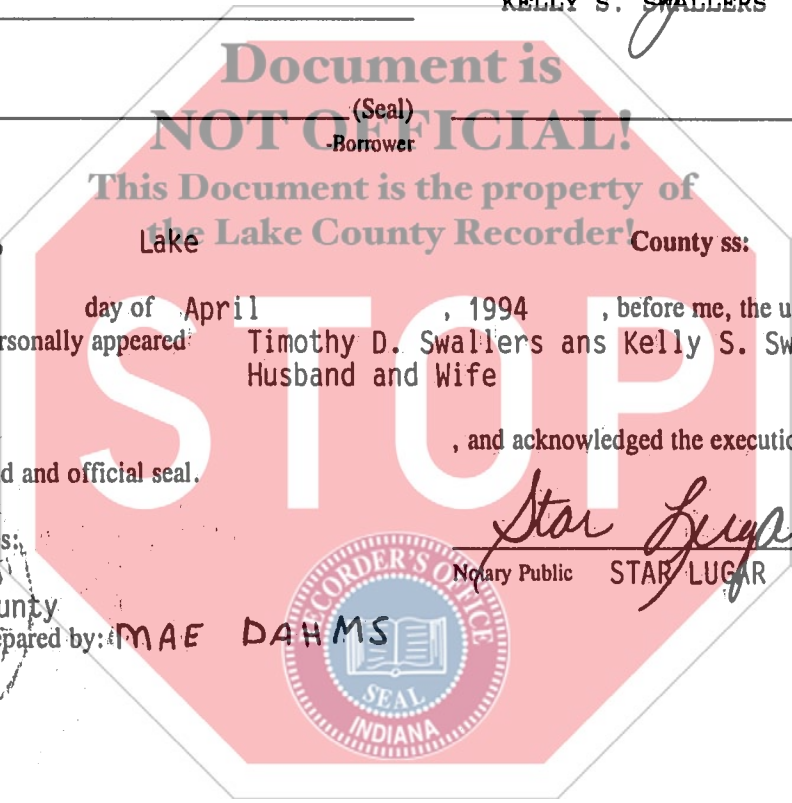 KELLY S. SWALLERS
Document is
(Seal)
NOT OFFICIAL!
-Borrower
This Document is the property of
the Lake County Recorder!
Lake County ss:
day of April , 1994 , before me, the u
rsonally appeared Timothy D. Swallers ans Kelly S. Sw
Husband and Wife
STOP
, and acknowledged the executio
d and official seal.
Star Lugar
s:
Notary Public STAR LUGAR
unty
epared by: MAE DAHMS
RECORDER'S OFFICE
SEAL
INDIANA